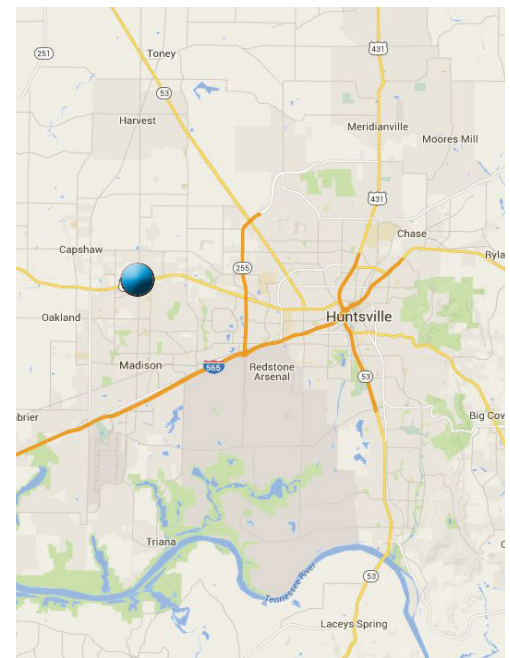 431
Toney
251
53
Harvest
Meridianville
Moores Mill
431
Chase
Capshaw
Ryla
255
Oakland
Huntsville
Madison
565
Redstone
Arsenal
53
brier
Big Cov
Triana
C
Tennessee River
53
Laceys Spring